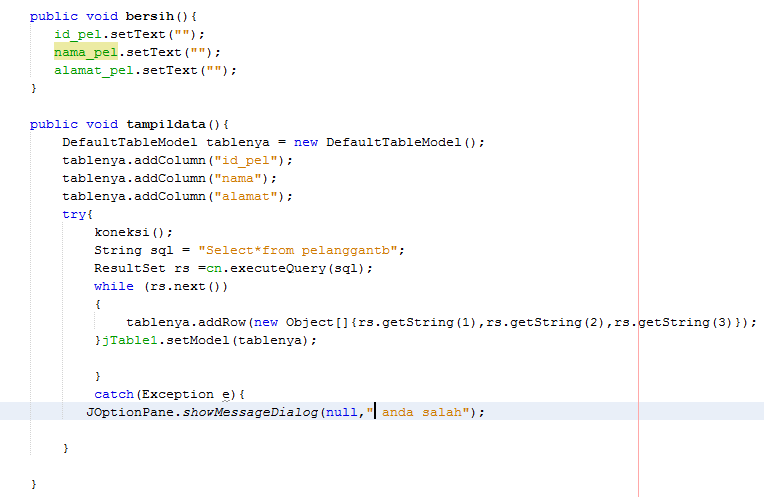 public void bersih(){
id_pel.setText("");
nama_pel.setText("");
alamat_pel.setText("");
}
public void tampildata(){
DefaultTableModel tablenya = new DefaultTableModel();
tablenya.addColumn("id_pel");
tablenya.addColumn("nama");
tablenya.addColumn("alamat");
try{
koneksi();
String sql = "Select*from pelanggantb";
ResultSet rs =cn.executeQuery(sql);
while (rs.next())
{
tablenya.addRow(new Object[]{rs.getString(1),rs.getString(2),rs.getString(3)});
}jTable1.setModel(tablenya);
}
catch(Exception e){
JOptionPane.showMessageDialog(null," anda salah");
}
}